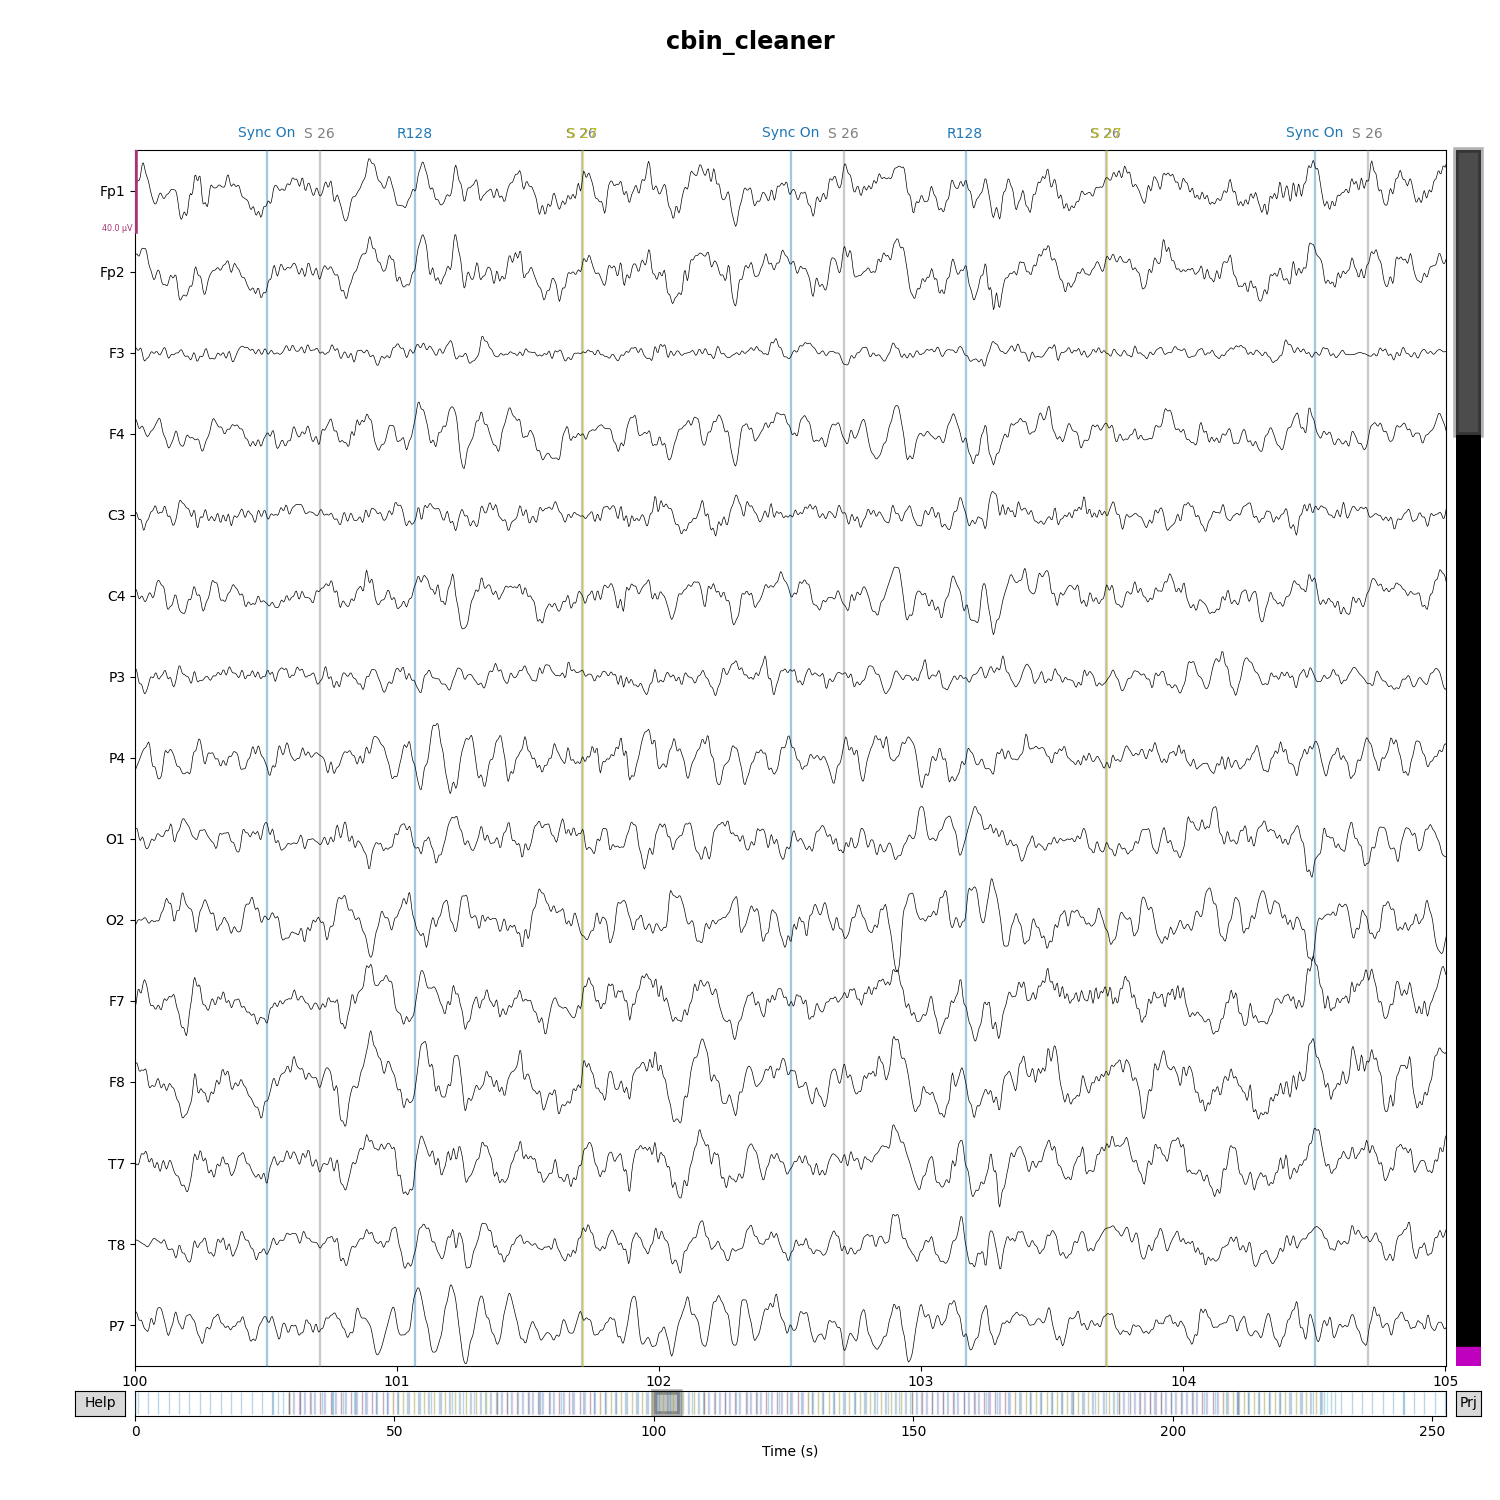 cbin_cleaner
Sync On S 26 R128 S 26 Sync On S 26 R128 S 26 Sync On S 26
Fp1
40.0 µV
Fp2
F3
F4
C3
C4
P3
P4
O1
O2
F7
F8
T7
T8
P7
100 101 102 103 104 105
Help Prj
0 50 100 150 200 250
Time (s)